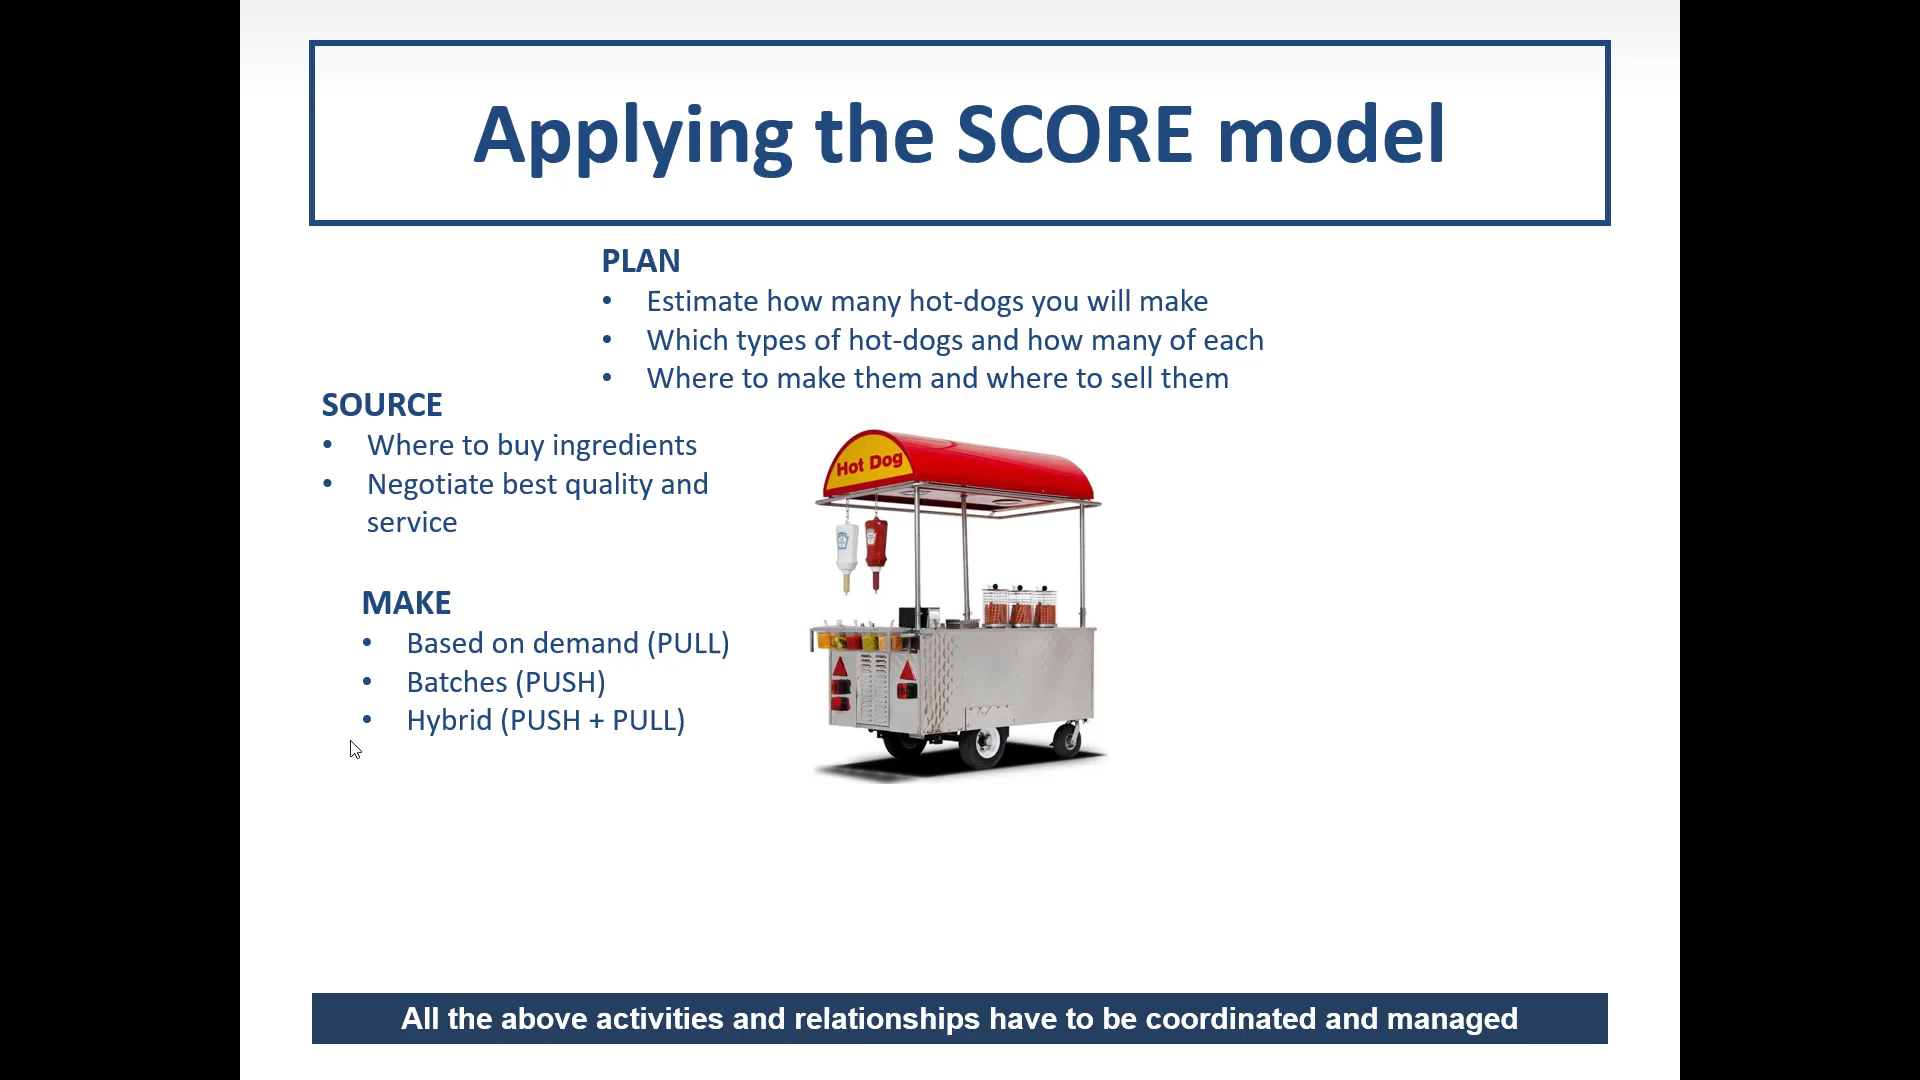 Applying the SCORE model
PLAN
• Estimate how many hot-dogs you will make
• Which types of hot-dogs and how many of each
• Where to make them and where to sell them
SOURCE
• Where to buy ingredients
• Negotiate best quality and
service
Hot Dog
MAKE
• Based on demand (PULL)
• Batches (PUSH)
• Hybrid (PUSH + PULL)
All the above activities and relationships have to be coordinated and managed